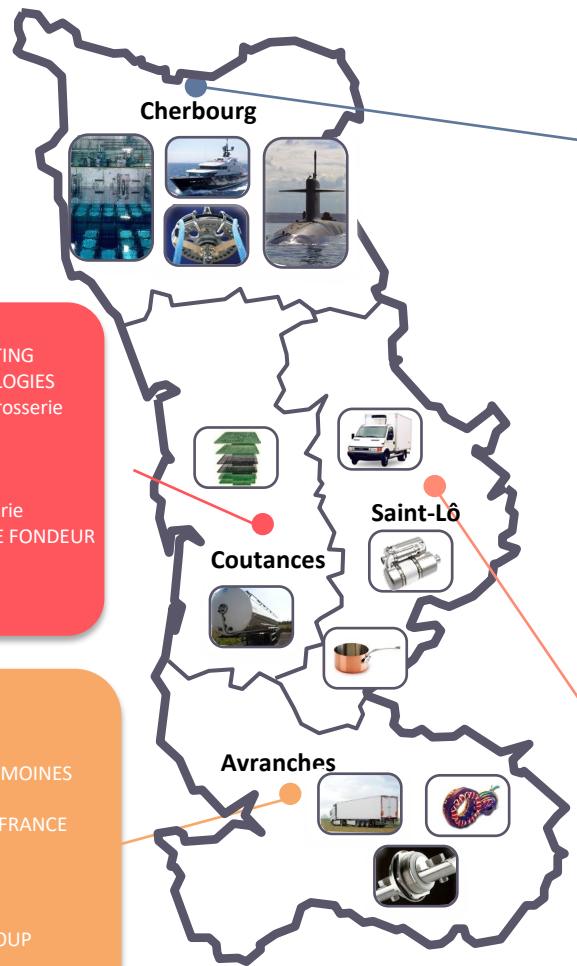 Cherbourg
TING
LOGIES
rosserie
rie
E FONDEUR
Saint-Lô
Coutances
Avranches
MOINES
FRANCE
OUP